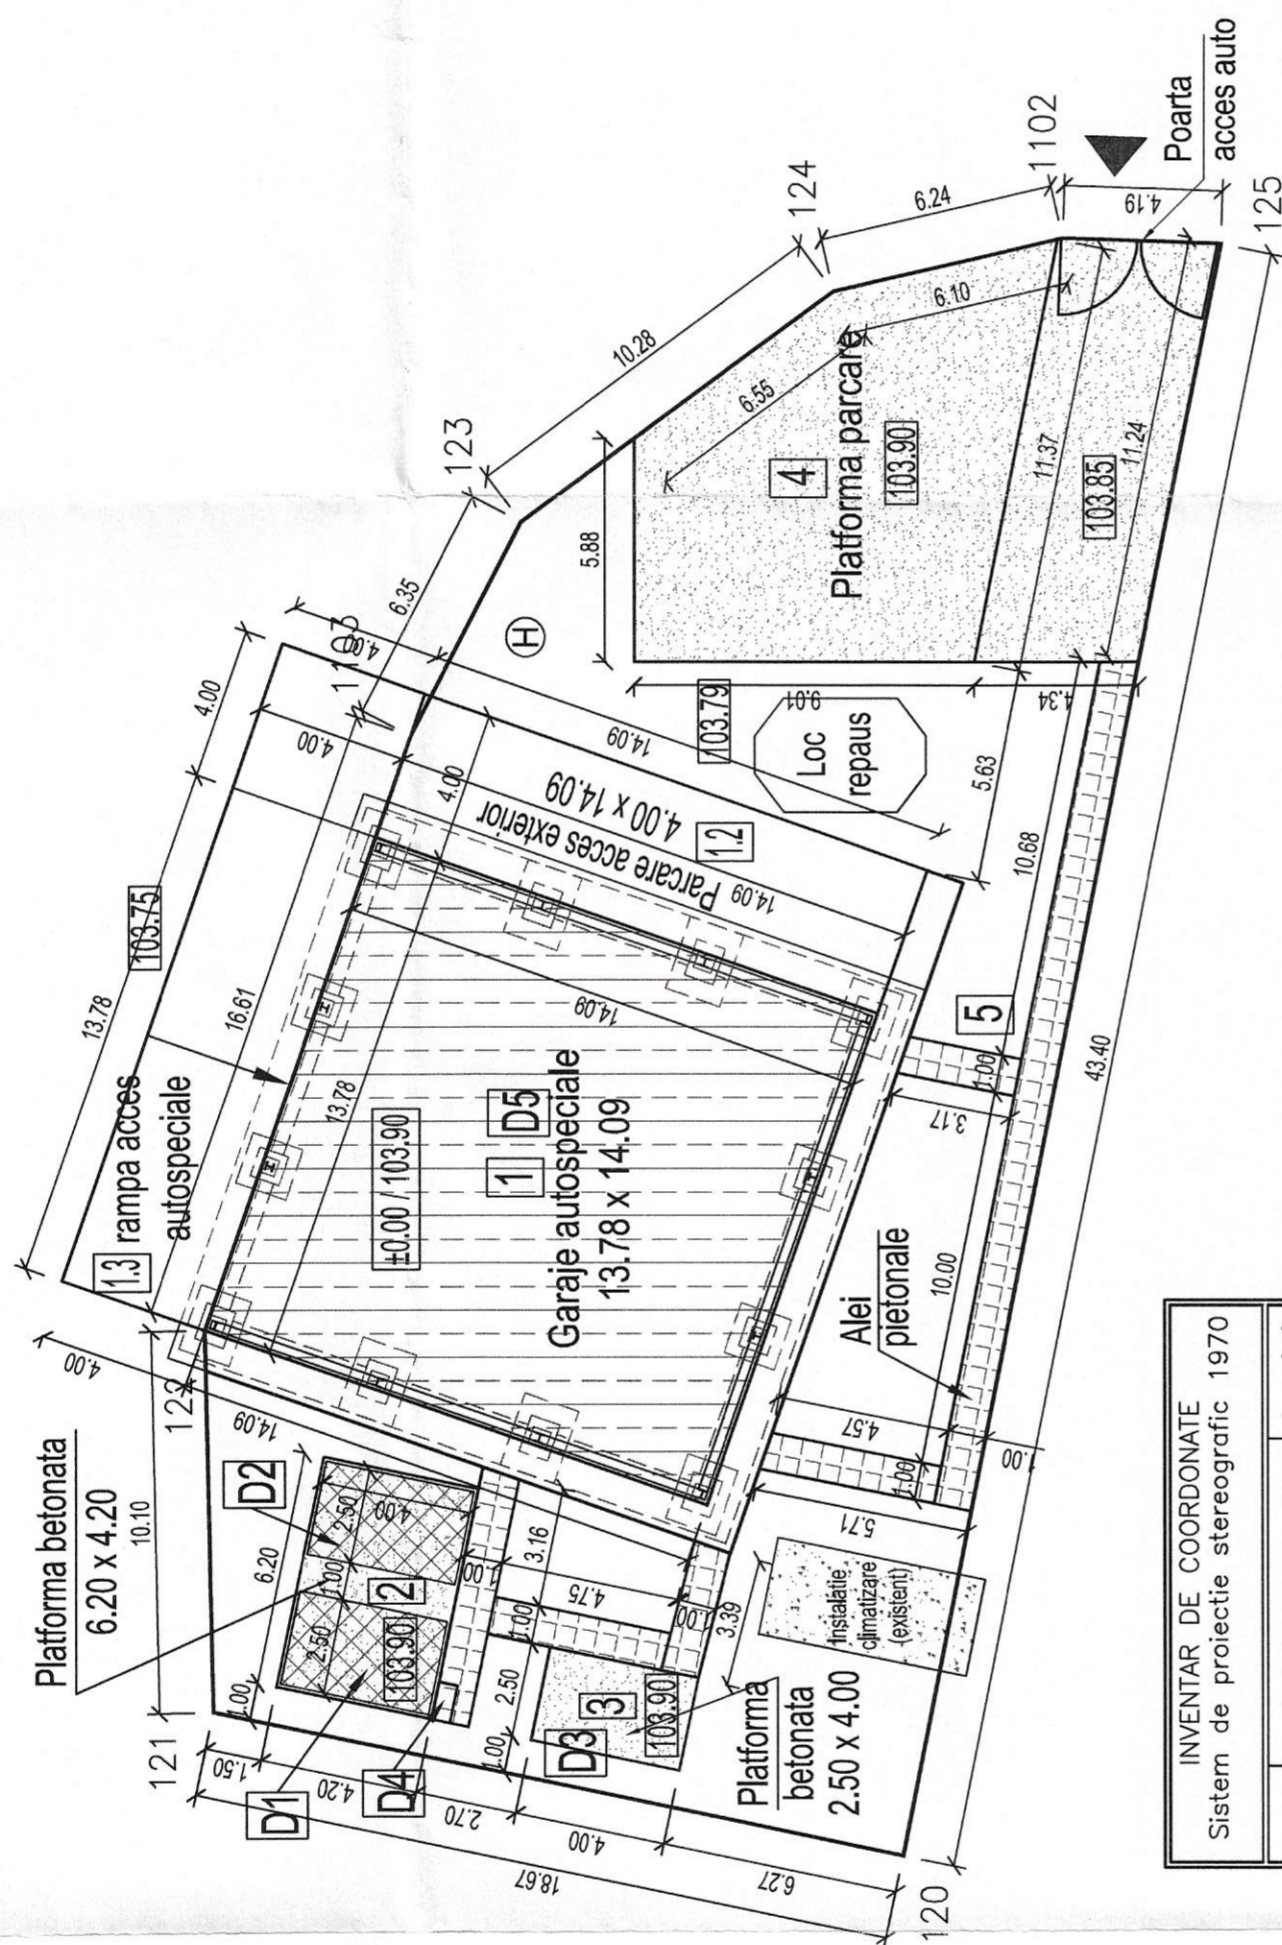 Poarta
acces auto
1102
124
125
4.19
6.24
10.28
6.10
6.55
123
4
Platforma parcare
103.90
11.37
103.85
11.24
5.88
6.35
H
4.00
4.00
4.00
9.01
4.34
103.79
Loc
repaus
14.09
5.63
10.68
4.00
Parcare acces exterior
4.00 x 14.09
1.2
14.09
103.75
13.78
16.61
1.3
rampa acces
autospeciale
13.78
14.09
±0.00 / 103.90
1
D5
Garaje autospeciale
13.78 x 14.09
5
1.00
3.17
43.40
Alei
pietonale
10.00
4.57
1.00
1.00
5.71
122
4.00
14.09
Platforma betonata
6.20 x 4.20
10.10
D2
6.20
2.50
4.00
1.00
2
2.50
103.90
1.00
3.16
4.75
1.00
1.00
3.39
Instalatie
climatizare
(existent)
121
1.00
1.50
4.20
D1
D4
2.70
2.50
1.00
D3
3
103.90
Platforma
betonata
2.50 x 4.00
4.00
18.67
6.27
120
INVENTAR DE COORDONATE
Sistem de proiectie stereografic 1970